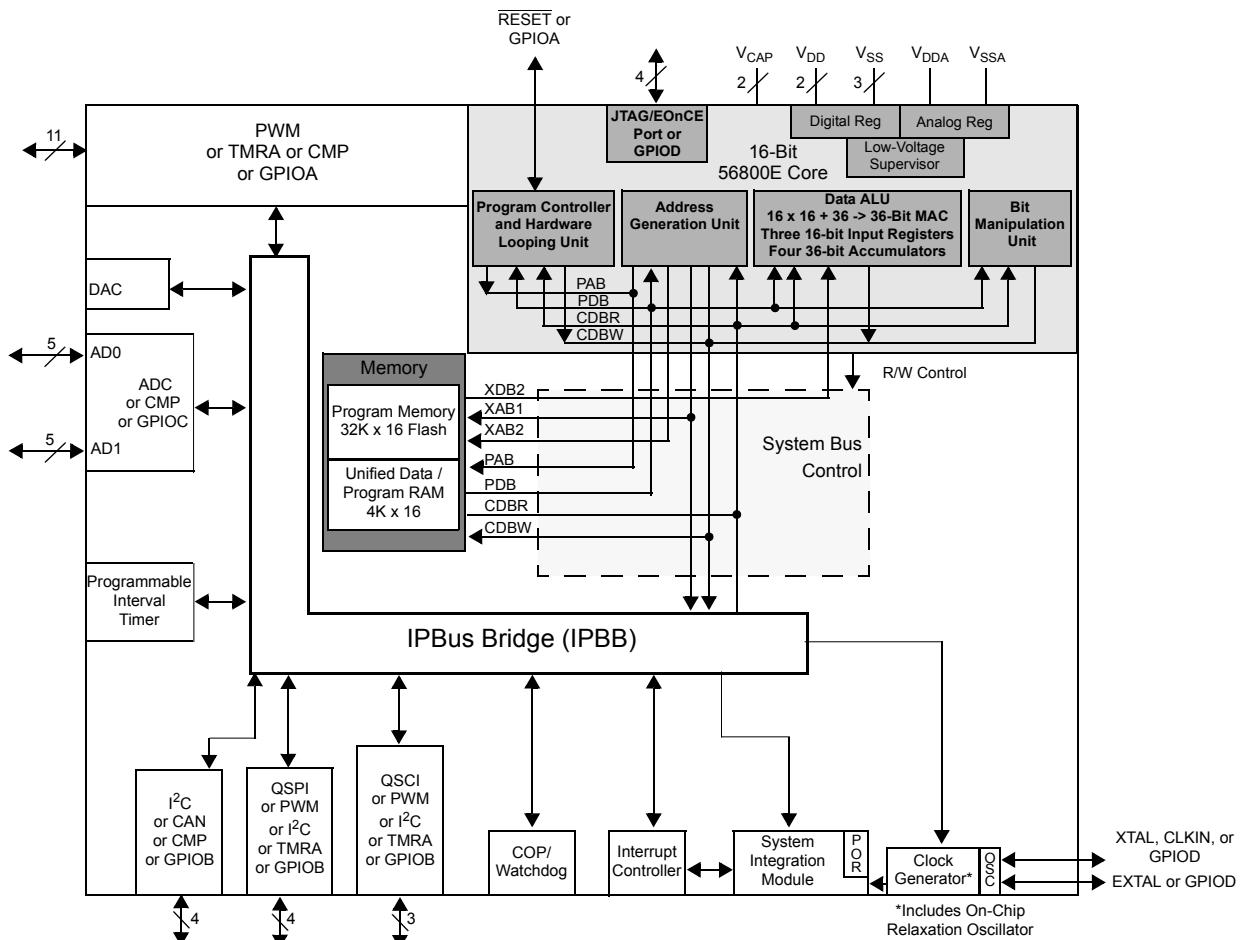 RESET or
GPIOA
4
V_CAP
2
V_DD
2
V_SS
3
V_DDA
V_SSA
11
PWM
or TMRA or CMP
or GPIOA
JTAG/EOnCE
Port or
GPIOD
Digital Reg
Analog Reg
Low-Voltage
Supervisor
16-Bit
56800E Core
Program Controller
and Hardware
Looping Unit
Address
Generation Unit
Data ALU
16 x 16 + 36 -> 36-Bit MAC
Three 16-bit Input Registers
Four 36-bit Accumulators
Bit
Manipulation
Unit
PAB
PDB
CDBR
CDBW
DAC
5
AD0
ADC
or CMP
or GPIOC
5
AD1
Memory
Program Memory
32K x 16 Flash
Unified Data /
Program RAM
4K x 16
XDB2
XAB1
XAB2
PAB
PDB
CDBR
CDBW
R/W Control
System Bus
Control
Programmable
Interval
Timer
IPBus Bridge (IPBB)
I²C
or CAN
or CMP
or GPIOB
4
QSPI
or PWM
or I²C
or TMRA
or GPIOB
4
QSCI
or PWM
or I²C
or TMRA
or GPIOB
3
COP/
Watchdog
Interrupt
Controller
System
Integration
Module
POR
Clock
Generator*
OSC
XTAL, CLKIN, or
GPIOD
EXTAL or GPIOD
*Includes On-Chip
Relaxation Oscillator